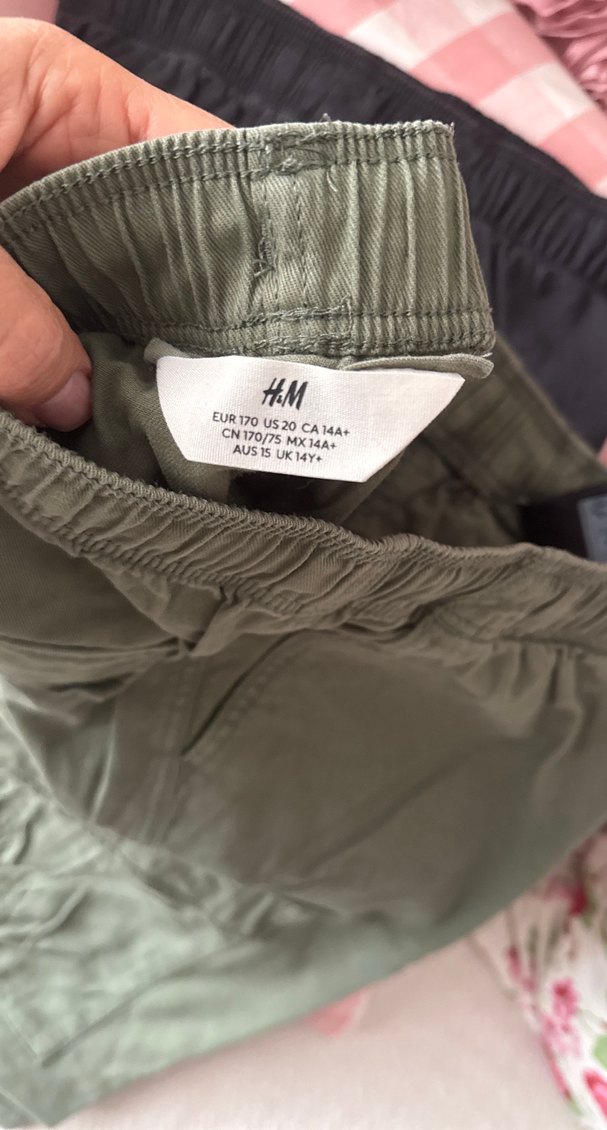 H&M
EUR 170 US 20 CA 14A+
CN 170/75 MX 14A+
AUS 15 UK 14Y+